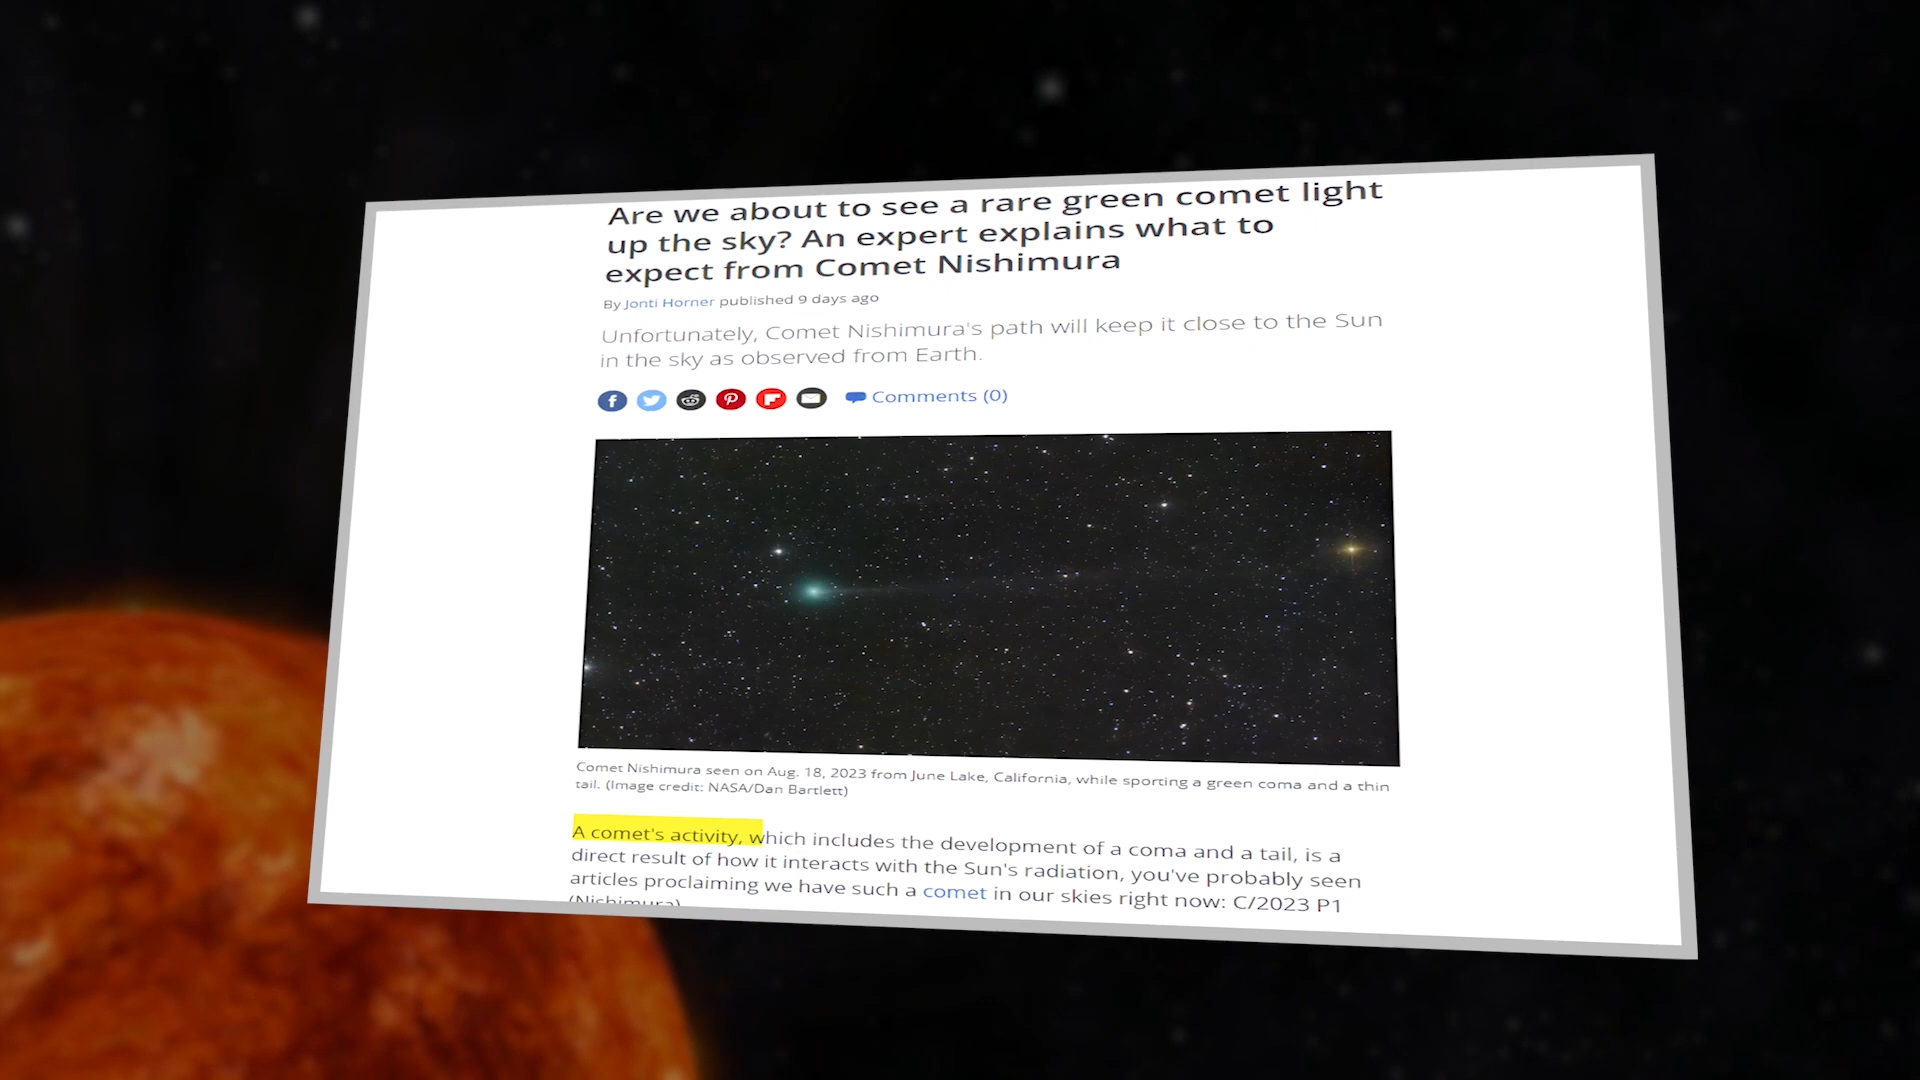 Are we about to see a rare green comet light
up the sky? An expert explains what to
expect from Comet Nishimura
By Jonti Horner published 9 days ago
Unfortunately, Comet Nishimura's path will keep it close to the Sun
in the sky as observed from Earth.
Comments (0)
Comet Nishimura seen on Aug. 18, 2023 from June Lake, California, while sporting a green coma and a thin
tail. (Image credit: NASA/Dan Bartlett)
A comet's activity, which includes the development of a coma and a tail, is a
direct result of how it interacts with the Sun's radiation, you've probably seen
articles proclaiming we have such a comet in our skies right now: C/2023 P1
(Nishimura)